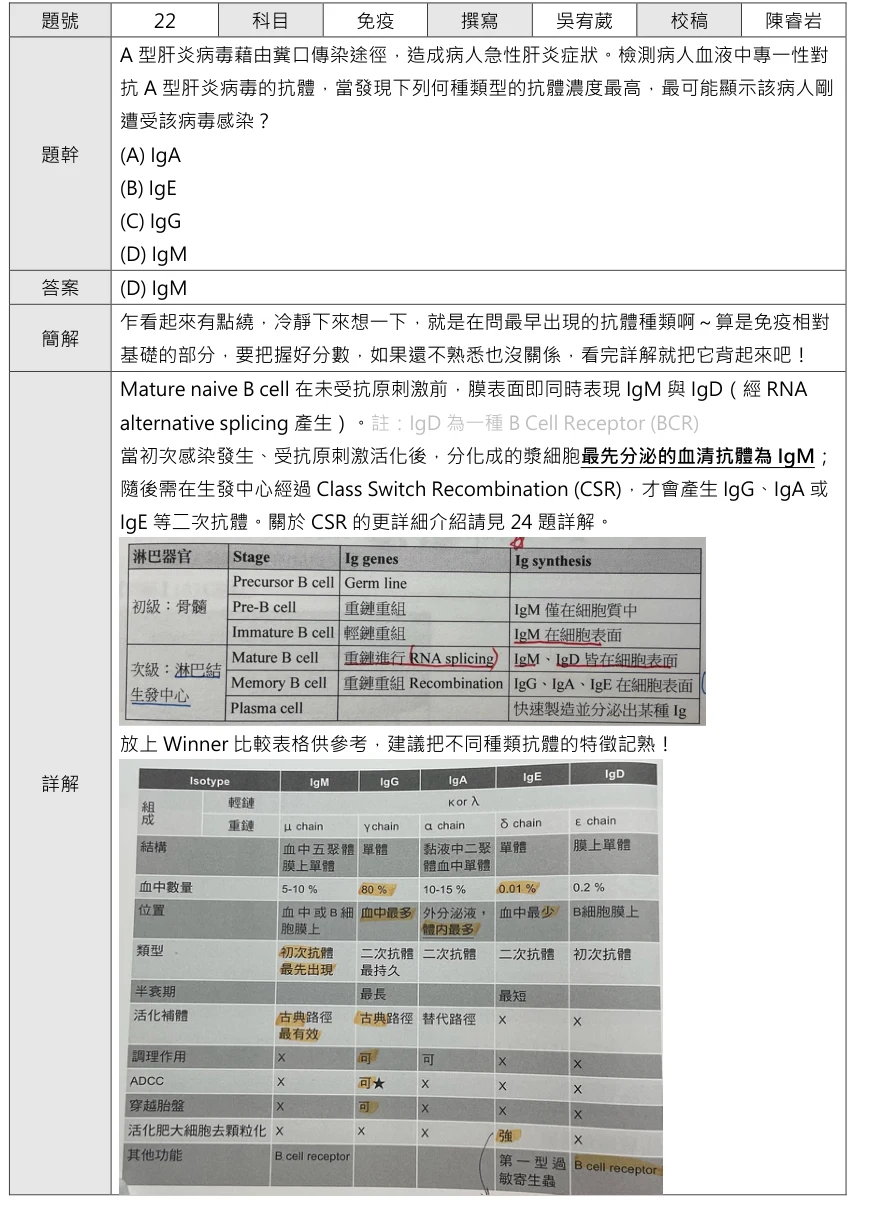 題號 22 科目 免疫 撰寫 吳宥葳 校稿 陳睿岩
題幹
A 型肝炎病毒藉由糞口傳染途徑，造成病人急性肝炎症狀。檢測病人血液中專一性對
抗 A 型肝炎病毒的抗體，當發現下列何種類型的抗體濃度最高，最可能顯示該病人剛
遭受該病毒感染？
(A) IgA
(B) IgE
(C) IgG
(D) IgM
答案 (D) IgM
簡解
乍看起來有點繞，冷靜下來想一下，就是在問最早出現的抗體種類啊～算是免疫相對
基礎的部分，要把握好分數，如果還不熟悉也沒關係，看完詳解就把它背起來吧！
詳解
Mature naive B cell 在未受抗原刺激前，膜表面即同時表現 IgM 與 IgD（經 RNA
alternative splicing 產生）。註：IgD 為一種 B Cell Receptor (BCR)
當初次感染發生、受抗原刺激活化後，分化成的漿細胞最先分泌的血清抗體為 IgM；
隨後需在生發中心經過 Class Switch Recombination (CSR)，才會產生 IgG、IgA 或
IgE 等二次抗體。關於 CSR 的更詳細介紹請見 24 題詳解。
淋巴器官 Stage Ig genes Ig synthesis
初級：骨髓
Precursor B cell Germ line
Pre-B cell 重鏈重組 IgM 僅在細胞質中
Immature B cell 輕鏈重組 IgM 在細胞表面
次級：淋巴結
生發中心
Mature B cell 重鏈進行 RNA splicing IgM、IgD 皆在細胞表面
Memory B cell 重鏈重組 Recombination IgG、IgA、IgE 在細胞表面
Plasma cell 快速製造並分泌出某種 Ig
放上 Winner 比較表格供參考，建議把不同種類抗體的特徵記熟！
Isotype IgM IgG IgA IgE IgD
組成
輕鏈 κ or λ
重鏈 μ chain γ chain α chain δ chain ε chain
結構 血中五聚體 單體 黏液中二聚 單體 膜上單體
膜上單體 體血中單體
血中數量 5-10 % 80 % 10-15 % 0.01 % 0.2 %
位置 血中或B細 血中最多 外分泌液， 血中最少 B細胞膜上
胞膜上 體內最多
類型 初次抗體 二次抗體 二次抗體 二次抗體 初次抗體
最先出現 最持久
半衰期 最長 最短
活化補體 古典路徑 古典路徑 替代路徑 X X
最有效
調理作用 X 可 可 X X
ADCC X 可★ X X X
穿越胎盤 X 可 X X X
活化肥大細胞去顆粒化 X X X 強 X
其他功能 B cell receptor 第一型過 B cell receptor
敏寄生蟲